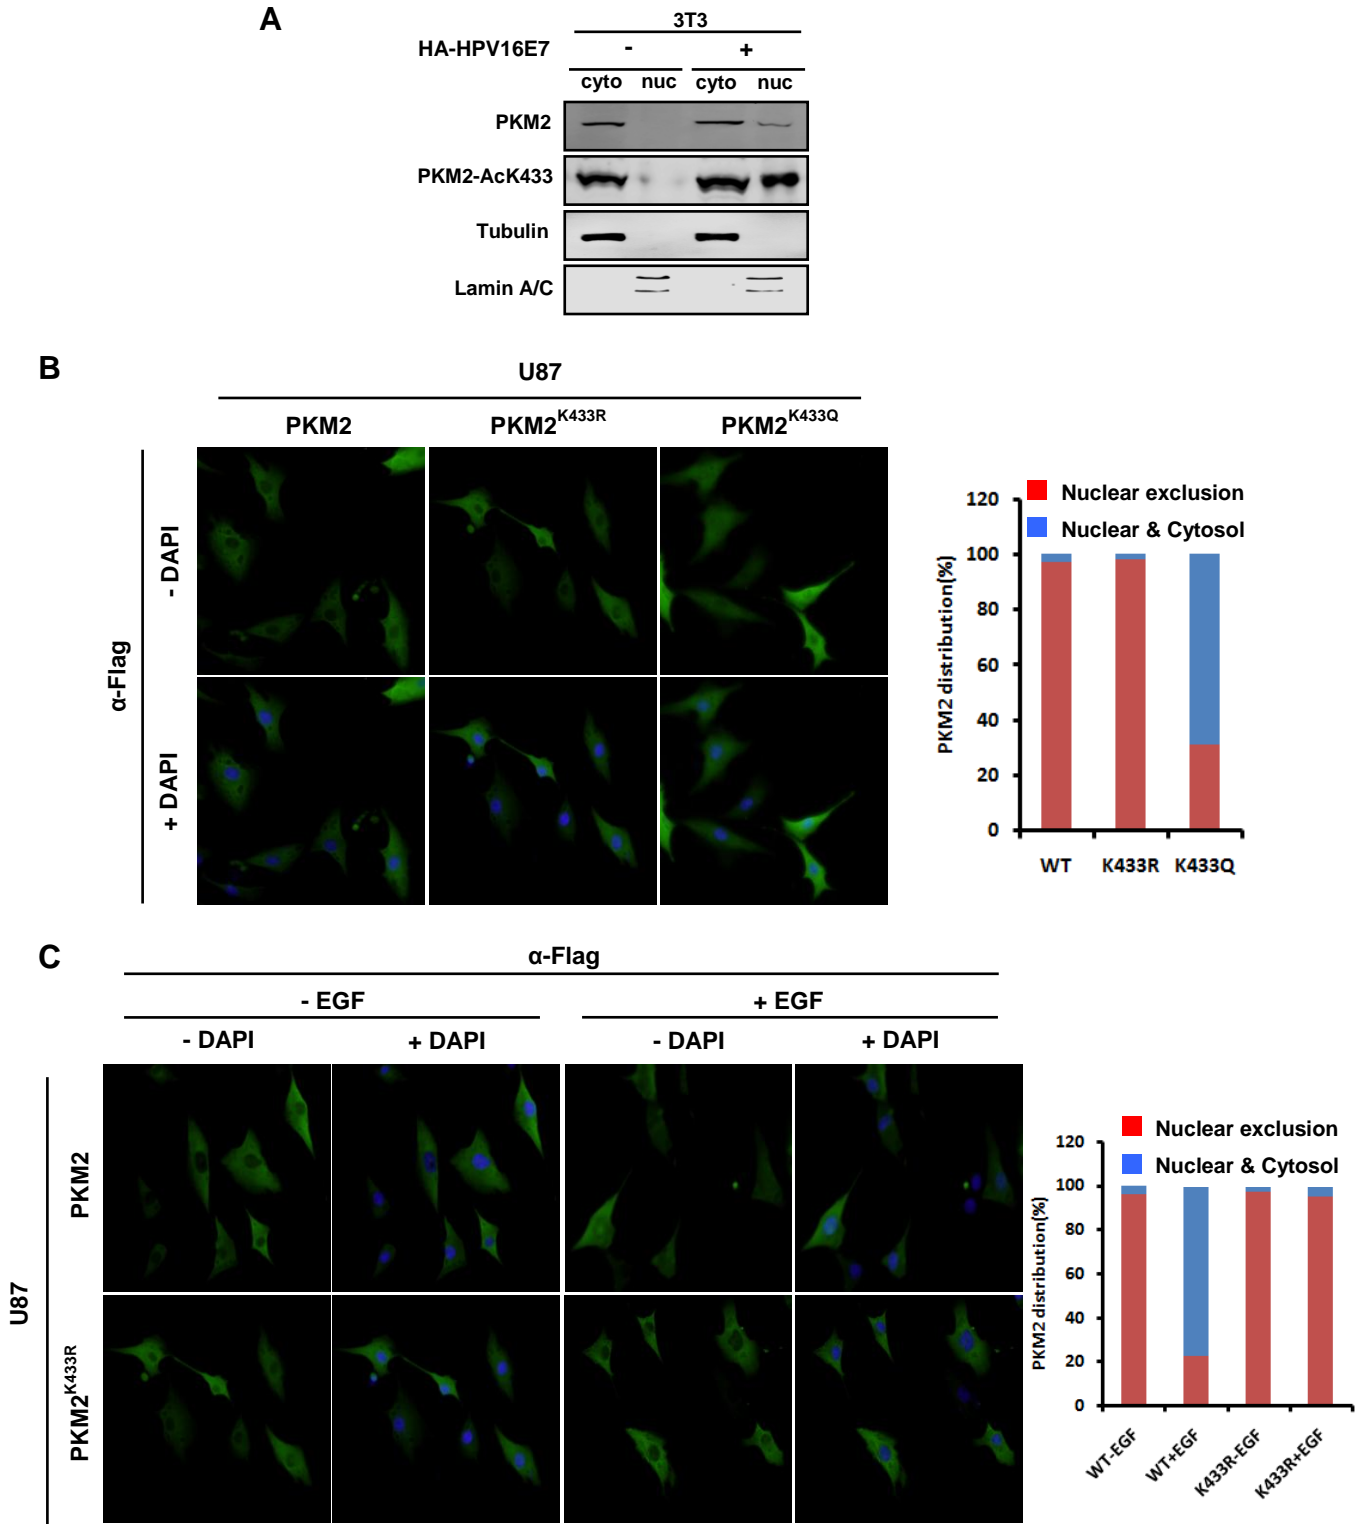 A
3T3
HA-HPV16E7 - +
cyto nuc cyto nuc
PKM2
PKM2-AcK433
Tubulin
Lamin A/C
B
U87
PKM2 PKM2K433R PKM2K433Q
α-Flag
- DAPI
+ DAPI
Nuclear exclusion
Nuclear & Cytosol
PKM2 distribution(%)
120
100
80
60
40
20
0
WT K433R K433Q
C
α-Flag
- EGF + EGF
- DAPI + DAPI - DAPI + DAPI
U87
PKM2
PKM2K433R
Nuclear exclusion
Nuclear & Cytosol
PKM2 distribution(%)
120
100
80
60
40
20
0
WT-EGF WT+EGF K433R-EGF K433R+EGF